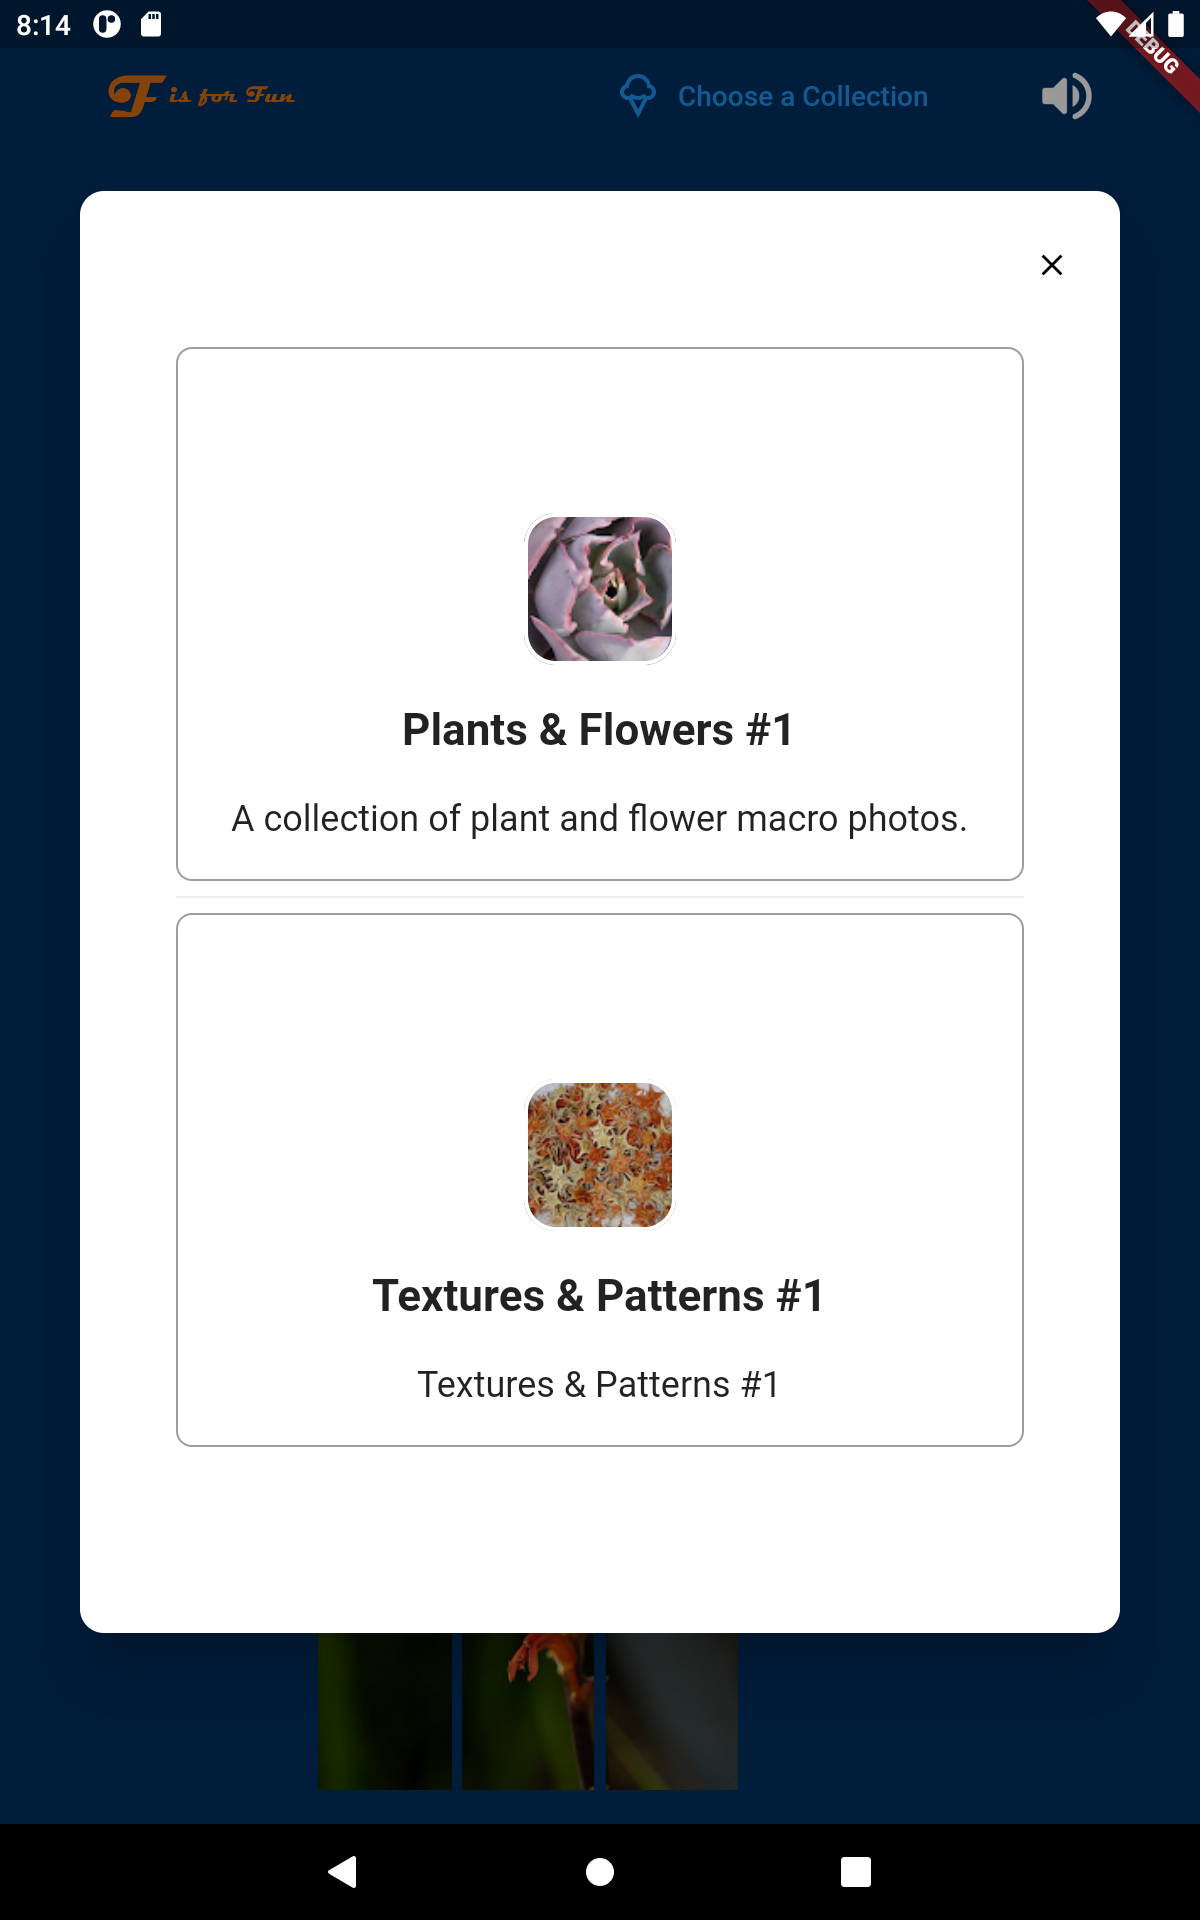 8:14
DEBUG
F is for Fun
Choose a Collection
Plants & Flowers #1
A collection of plant and flower macro photos.
Textures & Patterns #1
Textures & Patterns #1